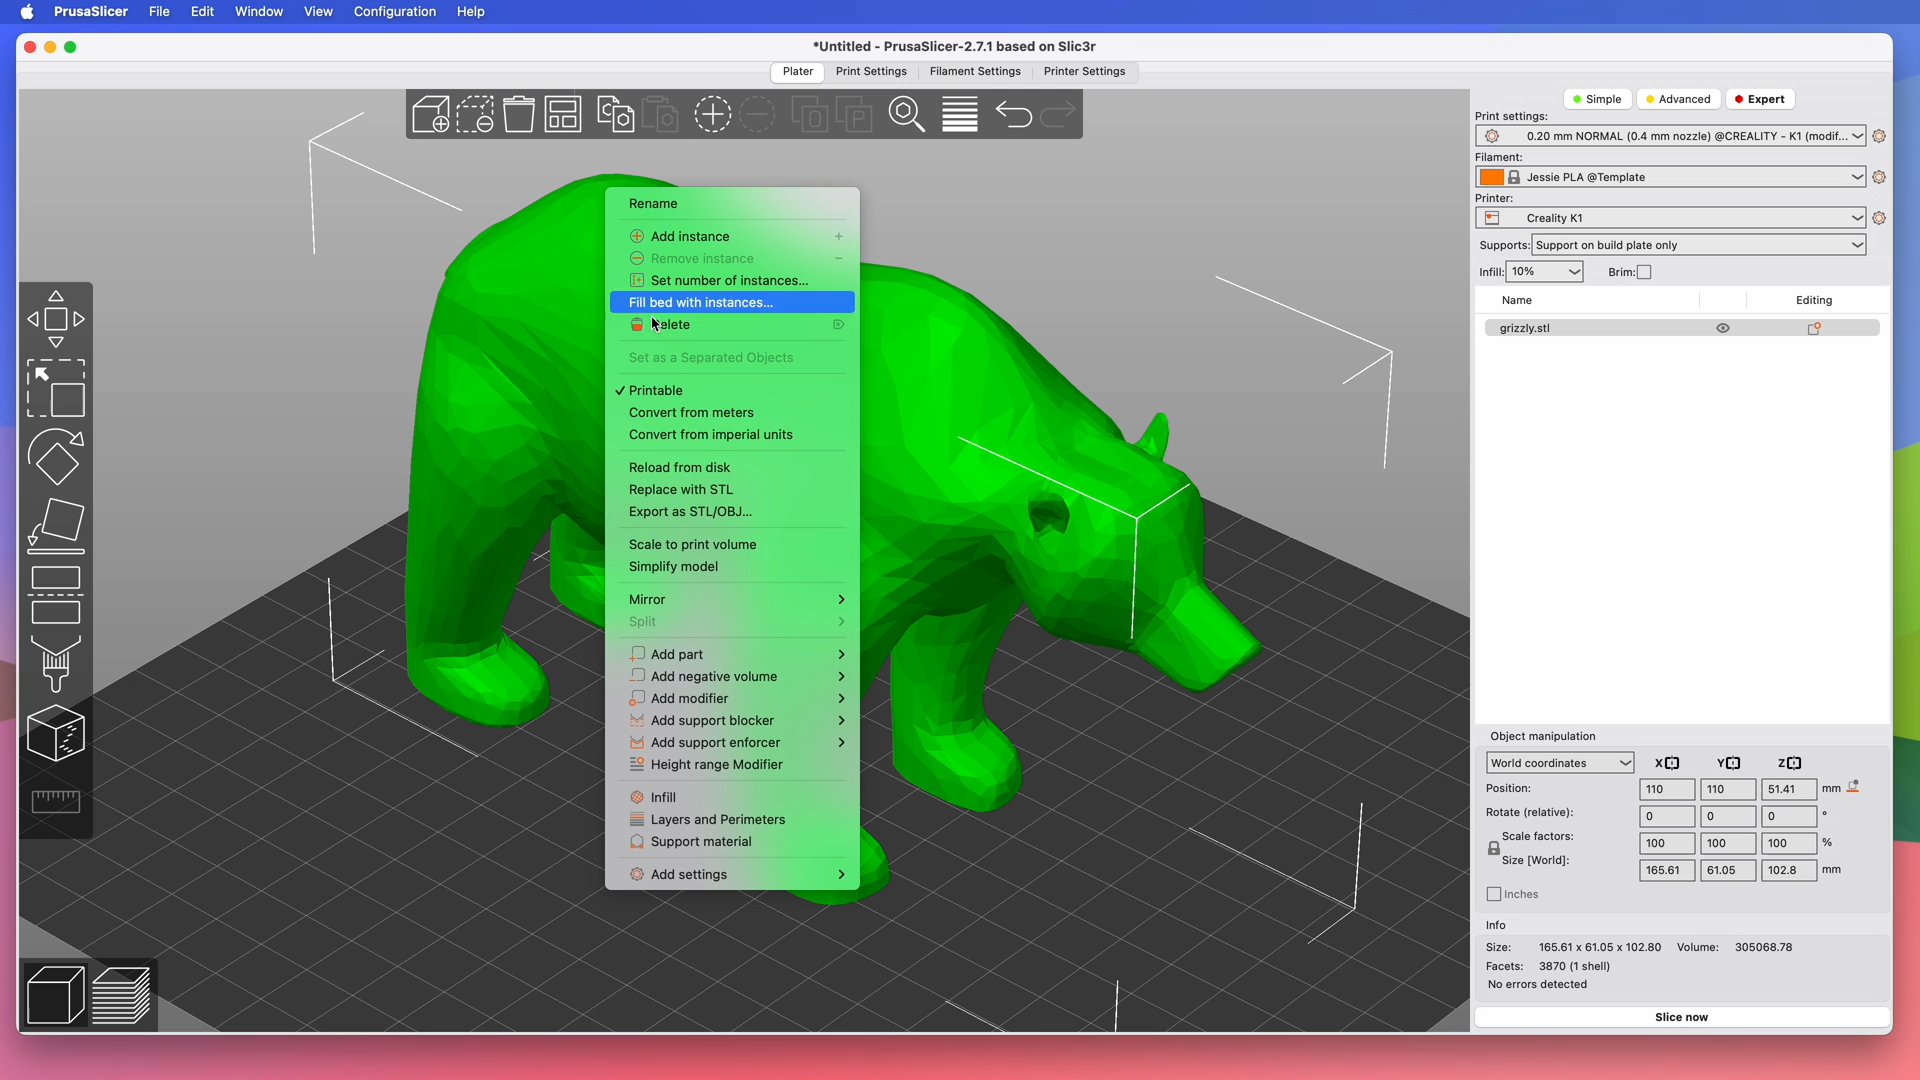 PrusaSlicer File Edit Window View Configuration Help
*Untitled - PrusaSlicer-2.7.1 based on Slic3r
Plater Print Settings Filament Settings Printer Settings
Simple Advanced Expert
Print settings:
0.20 mm NORMAL (0.4 mm nozzle) @CREALITY - K1 (modif...
Filament:
Jessie PLA @Template
Printer:
Creality K1
Supports: Support on build plate only
Infill: 10% Brim:
Name Editing
grizzly.stl
Rename
Add instance +
Remove instance −
Set number of instances...
Fill bed with instances...
elete
Set as a Separated Objects
✓ Printable
Convert from meters
Convert from imperial units
Reload from disk
Replace with STL
Export as STL/OBJ...
Scale to print volume
Simplify model
Mirror
Split
Add part
Add negative volume
Add modifier
Add support blocker
Add support enforcer
Height range Modifier
Infill
Layers and Perimeters
Support material
Add settings
Object manipulation
World coordinates X Y Z
Position: 110 110 51.41 mm
Rotate (relative): 0 0 0 °
Scale factors: 100 100 100 %
Size [World]: 165.61 61.05 102.8 mm
Inches
Info
Size: 165.61 x 61.05 x 102.80 Volume: 305068.78
Facets: 3870 (1 shell)
No errors detected
Slice now